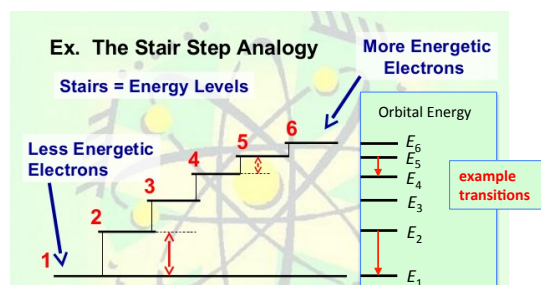 Ex. The Stair Step Analogy
More Energetic
Electrons
Stairs = Energy Levels
Orbital Energy
Less Energetic
Electrons
6
5
4
3
2
1
E6
E5
E4
E3
E2
E1
example
transitions